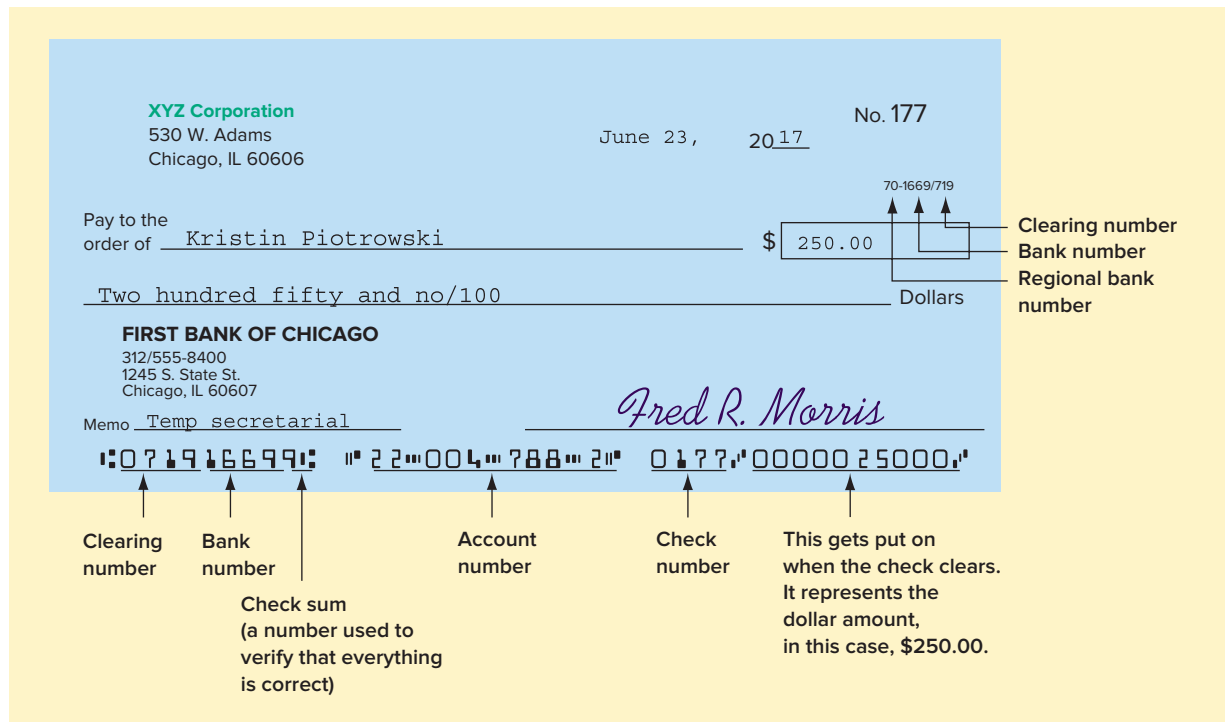 XYZ Corporation
530 W. Adams
Chicago, IL 60606
No. 177
June 23, 2017
70-1669/719
Pay to the
order of Kristin Piotrowski $ 250.00
Two hundred fifty and no/100 Dollars
Clearing number
Bank number
Regional bank
number
FIRST BANK OF CHICAGO
312/555-8400
1245 S. State St.
Chicago, IL 60607
Memo Temp secretarial
Fred R. Morris
⑆071916699⑆ ⑈22⑉004⑉788⑉2⑈ 0177⑇0000025000⑇
Clearing
number
Bank
number
Check sum
(a number used to
verify that everything
is correct)
Account
number
Check
number
This gets put on
when the check clears.
It represents the
dollar amount,
in this case, $250.00.